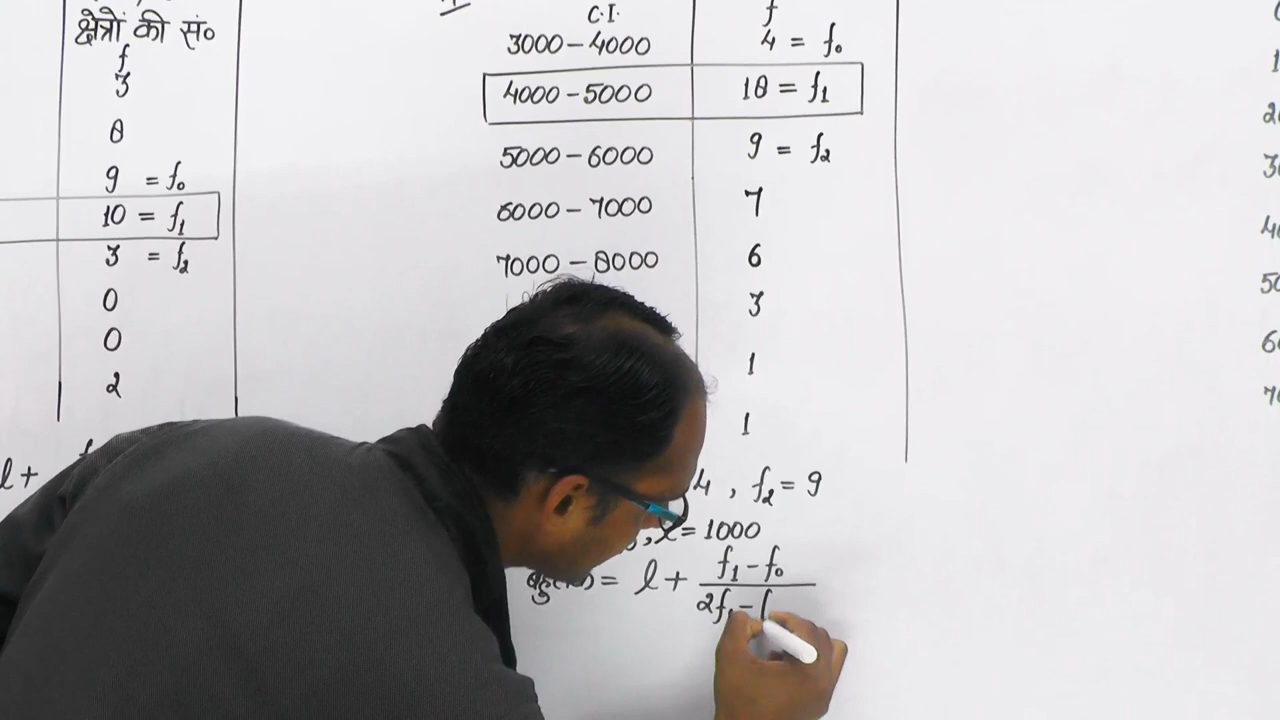 क्षेत्रों की सं०
f
3
8
9 = f₀
10 = f₁
3 = f₂
0
0
2
l +
C.I. f
3000 – 4000 4 = f₀
4000 – 5000 18 = f₁
5000 – 6000 9 = f₂
6000 – 7000 7
7000 – 8000 6
3
1
1
4 , f₂ = 9
= 1000
बहुलक = l + f₁ – f₀
2f₁ – f